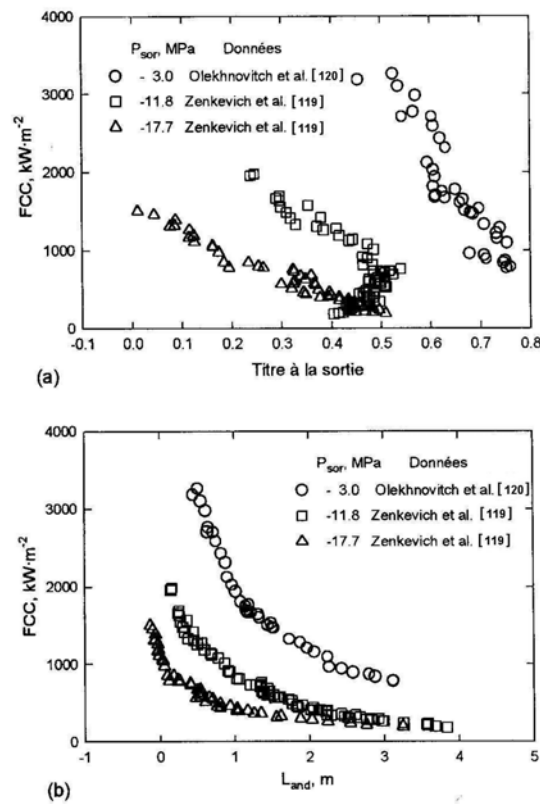 4000
P_sor, MPa Données
○ - 3.0 Olekhnovitch et al. [120]
□ -11.8 Zenkevich et al. [119]
△ -17.7 Zenkevich et al. [119]
3000
2000
1000
0
FCC, kW·m⁻²
-0.1 0.0 0.1 0.2 0.3 0.4 0.5 0.6 0.7 0.8
Titre à la sortie
(a)
4000
P_sor, MPa Données
○ - 3.0 Olekhnovitch et al. [120]
□ -11.8 Zenkevich et al. [119]
△ -17.7 Zenkevich et al. [119]
3000
2000
1000
0
FCC, kW·m⁻²
-1 0 1 2 3 4 5
L_and, m
(b)